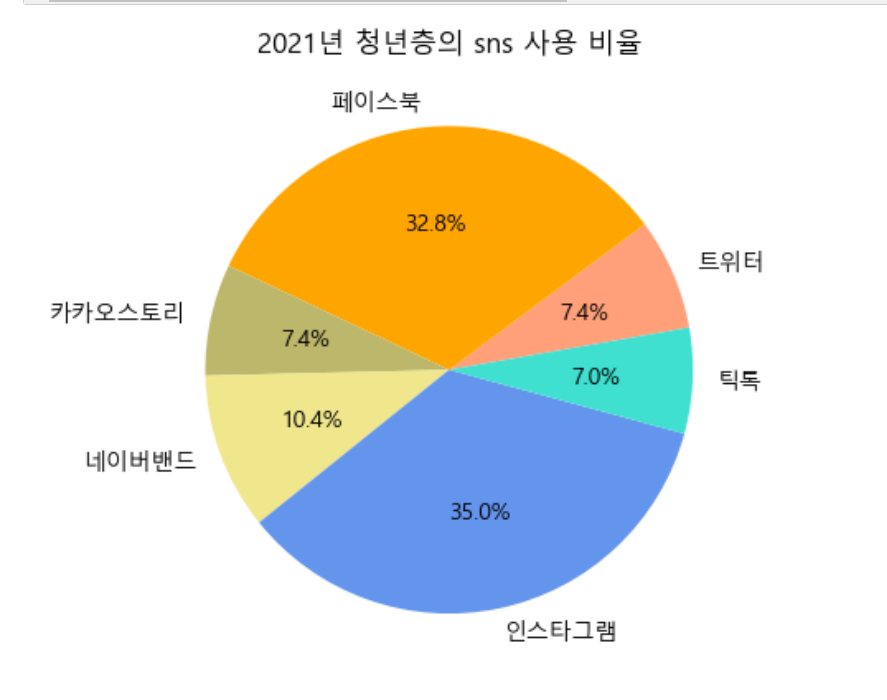 2021년 청년층의 sns 사용 비율
페이스북
32.8%
트위터
7.4%
카카오스토리
7.4%
틱톡
7.0%
네이버밴드
10.4%
35.0%
인스타그램